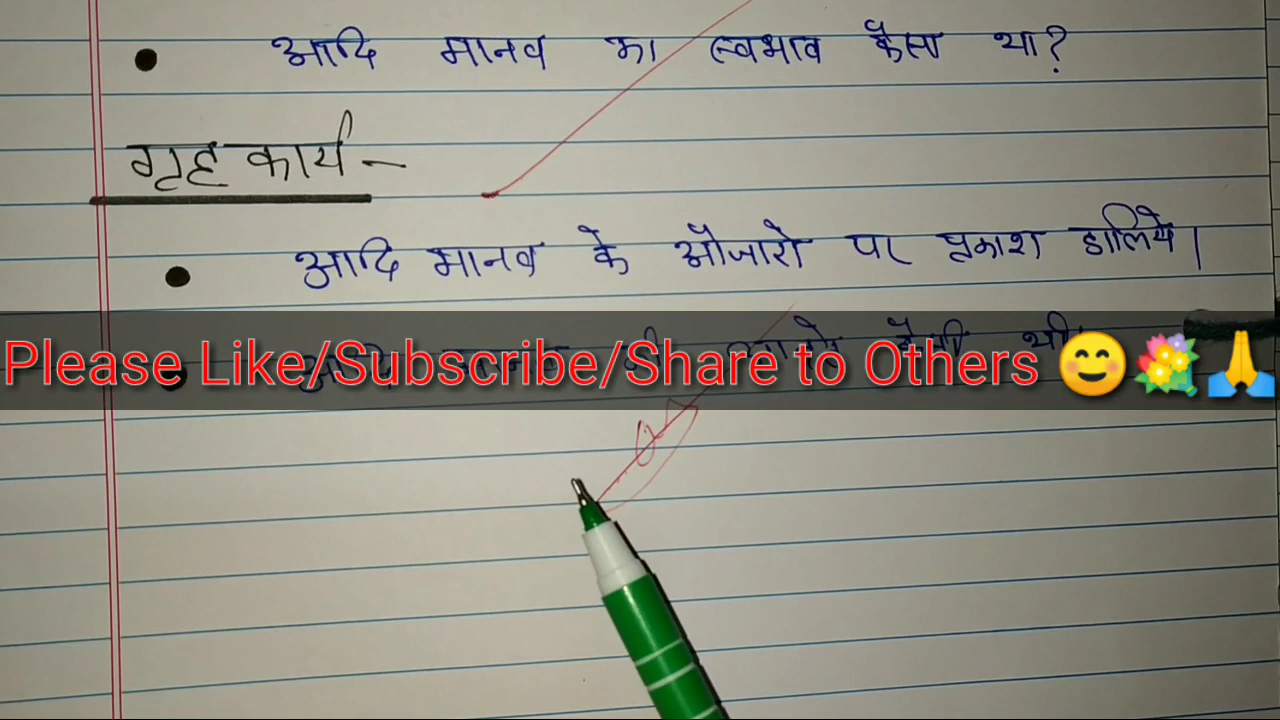 आदि मानव का स्वभाव कैसा था?
गृह कार्य -
आदि मानव के औजारो पर प्रकाश डालिये।
Please Like/Subscribe/Share to Others 😊💐🙏